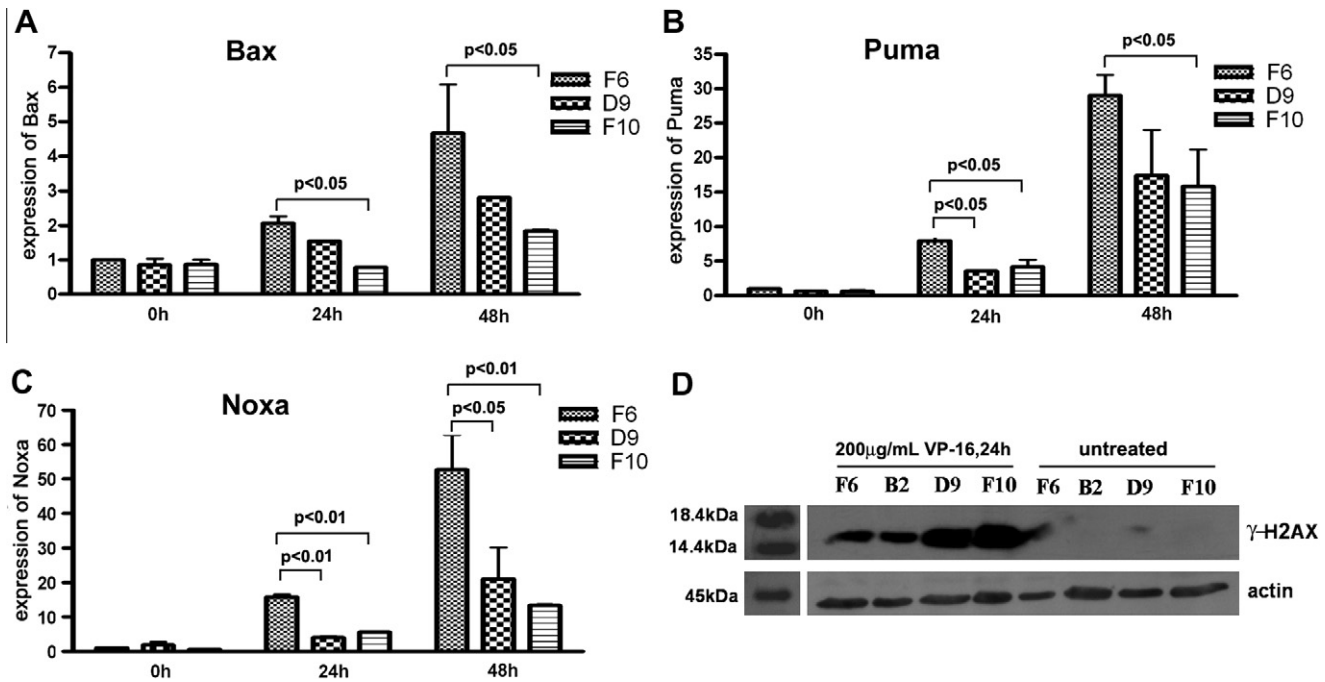 A
Bax
expression of Bax
7
6
5
4
3
2
1
0
p<0.05
p<0.05
F6
D9
F10
0h
24h
48h
B
Puma
expression of Puma
35
30
25
20
15
10
5
0
p<0.05
p<0.05
p<0.05
F6
D9
F10
0h
24h
48h
C
Noxa
expression of Noxa
70
60
50
40
30
20
10
0
p<0.01
p<0.05
p<0.01
p<0.01
F6
D9
F10
0h
24h
48h
D
200µg/mL VP-16,24h untreated
F6 B2 D9 F10 F6 B2 D9 F10
18.4kDa
14.4kDa
γ-H2AX
45kDa
actin